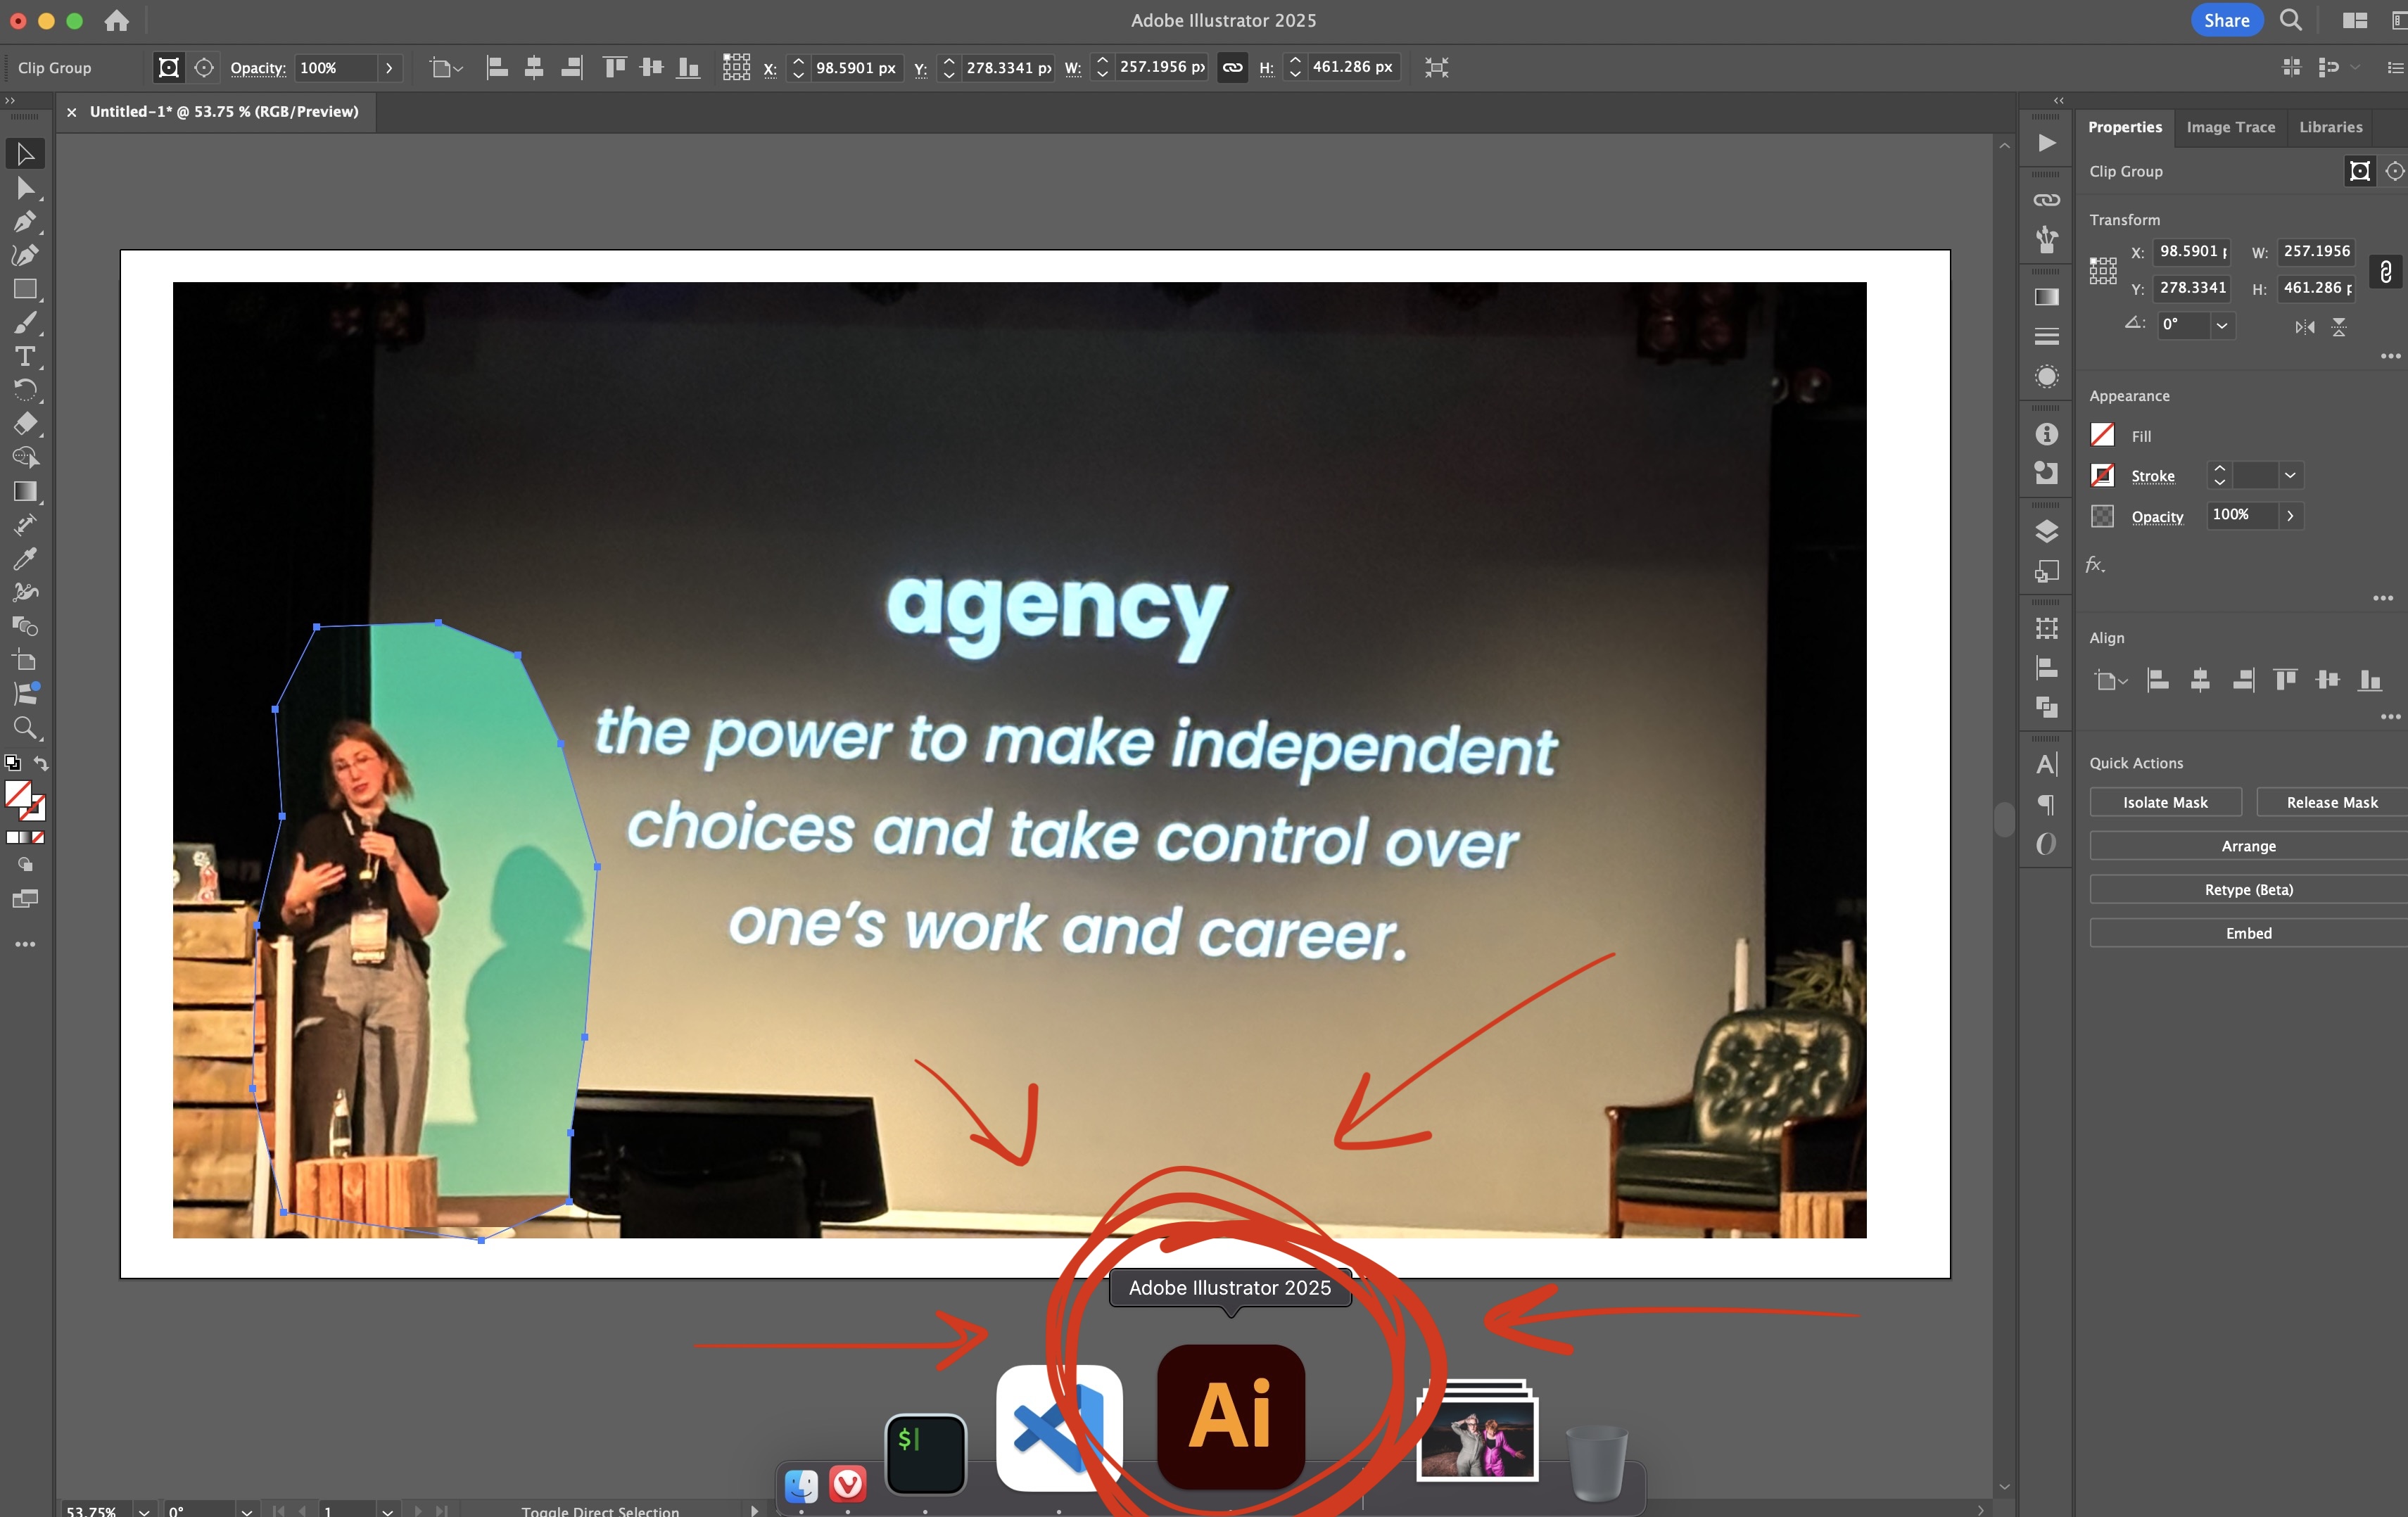 Adobe Illustrator 2025
Share
Clip Group
Opacity: 100%
X: 98.5901 px
Y: 278.3341 px
W: 257.1956 px
H: 461.286 px
Untitled-1* @ 53.75 % (RGB/Preview)
Properties
Image Trace
Libraries
Clip Group
Transform
X: 98.5901
W: 257.1956
Y: 278.3341
H: 461.286
0°
Appearance
Fill
Stroke
Opacity 100%
fx
Align
Quick Actions
Isolate Mask
Release Mask
Arrange
Retype (Beta)
Embed
agency
the power to make independent
choices and take control over
one's work and career.
Adobe Illustrator 2025
Ai
$
53.75%
0°
1
Toggle Direct Selection